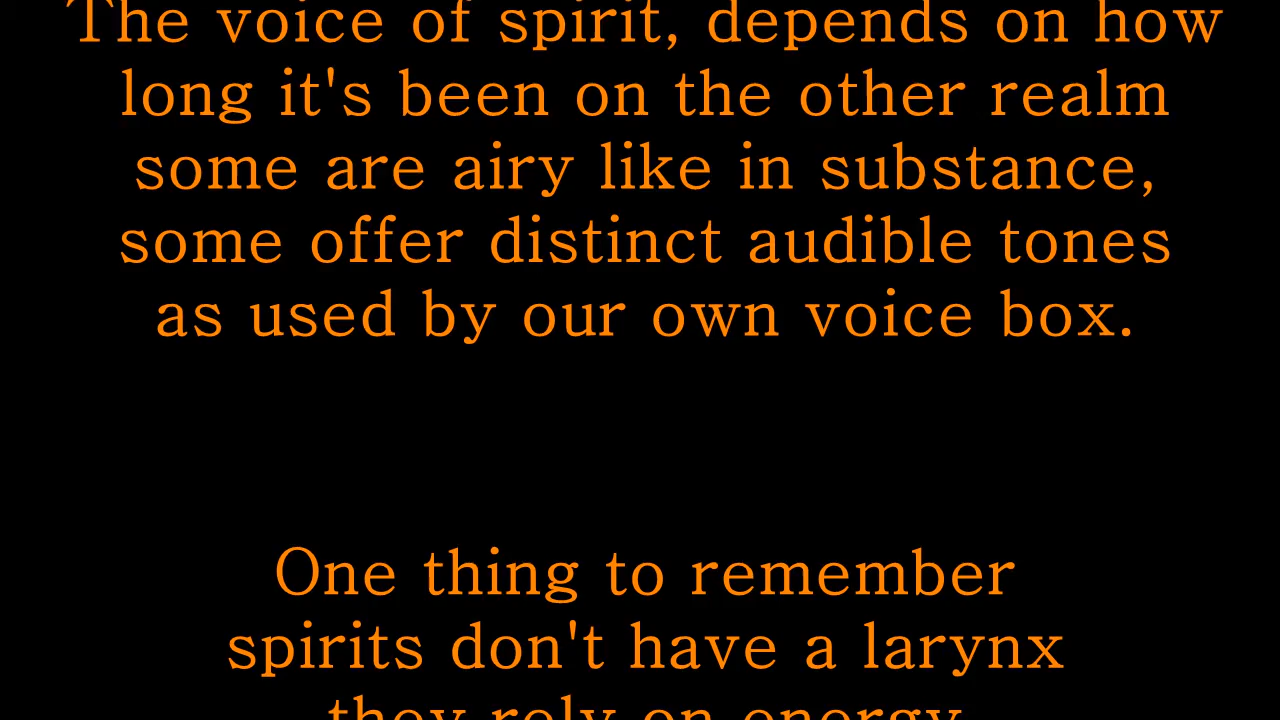 The voice of spirit, depends on how
long it's been on the other realm
some are airy like in substance,
some offer distinct audible tones
as used by our own voice box.
One thing to remember
spirits don't have a larynx
they rely on energy